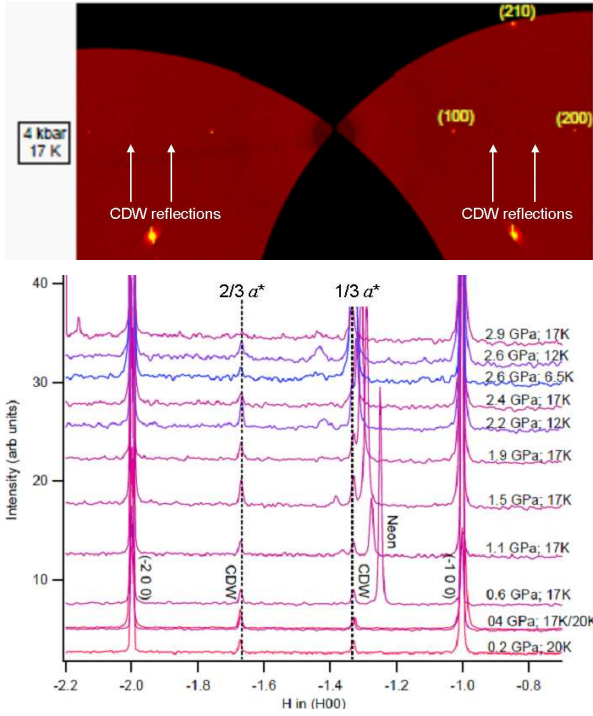 (210)
4 kbar
17 K
(100)
(200)
CDW reflections
CDW reflections
40
2/3 a*
1/3 a*
2.9 GPa; 17K
2.6 GPa; 12K
2.6 GPa; 6.5K
30
2.4 GPa; 17K
2.2 GPa; 12K
1.9 GPa; 17K
Intensity (arb units)
20
1.5 GPa; 17K
Neon
1.1 GPa; 17K
(-2 0 0)
CDW
CDW
(-1 0 0)
10
0.6 GPa; 17K
04 GPa; 17K/20K
0.2 GPa; 20K
-2.2
-2.0
-1.8
-1.6
-1.4
-1.2
-1.0
-0.8
H in (H00)